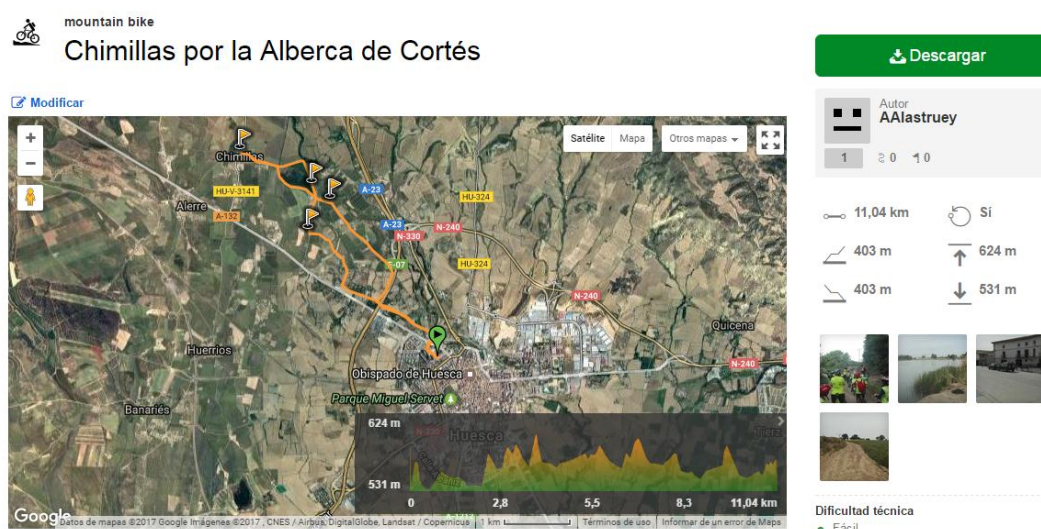 mountain bike
Chimillas por la Alberca de Cortés
Modificar
Descargar
Autor
AAlastruey
1
0
0
11,04 km
Sí
403 m
624 m
403 m
531 m
Dificultad técnica
Fácil
+
−
Satélite
Mapa
Otros mapas
Chimillas
HU-V-3141
Alerre
A-132
A-23
HU-324
A-23
N-330
N-240
HU-324
N-240
Quicena
Huerrios
Obispado de Huesca
N-240
Parque Miguel Servet
Banariés
Huesca
624 m
531 m
0
2,8
5,5
8,3
11,04 km
Google
Datos de mapas ©2017 Google Imágenes ©2017 , CNES / Airbus, DigitalGlobe, Landsat / Copernicus
1 km
Términos de uso
Informar de un error de Maps